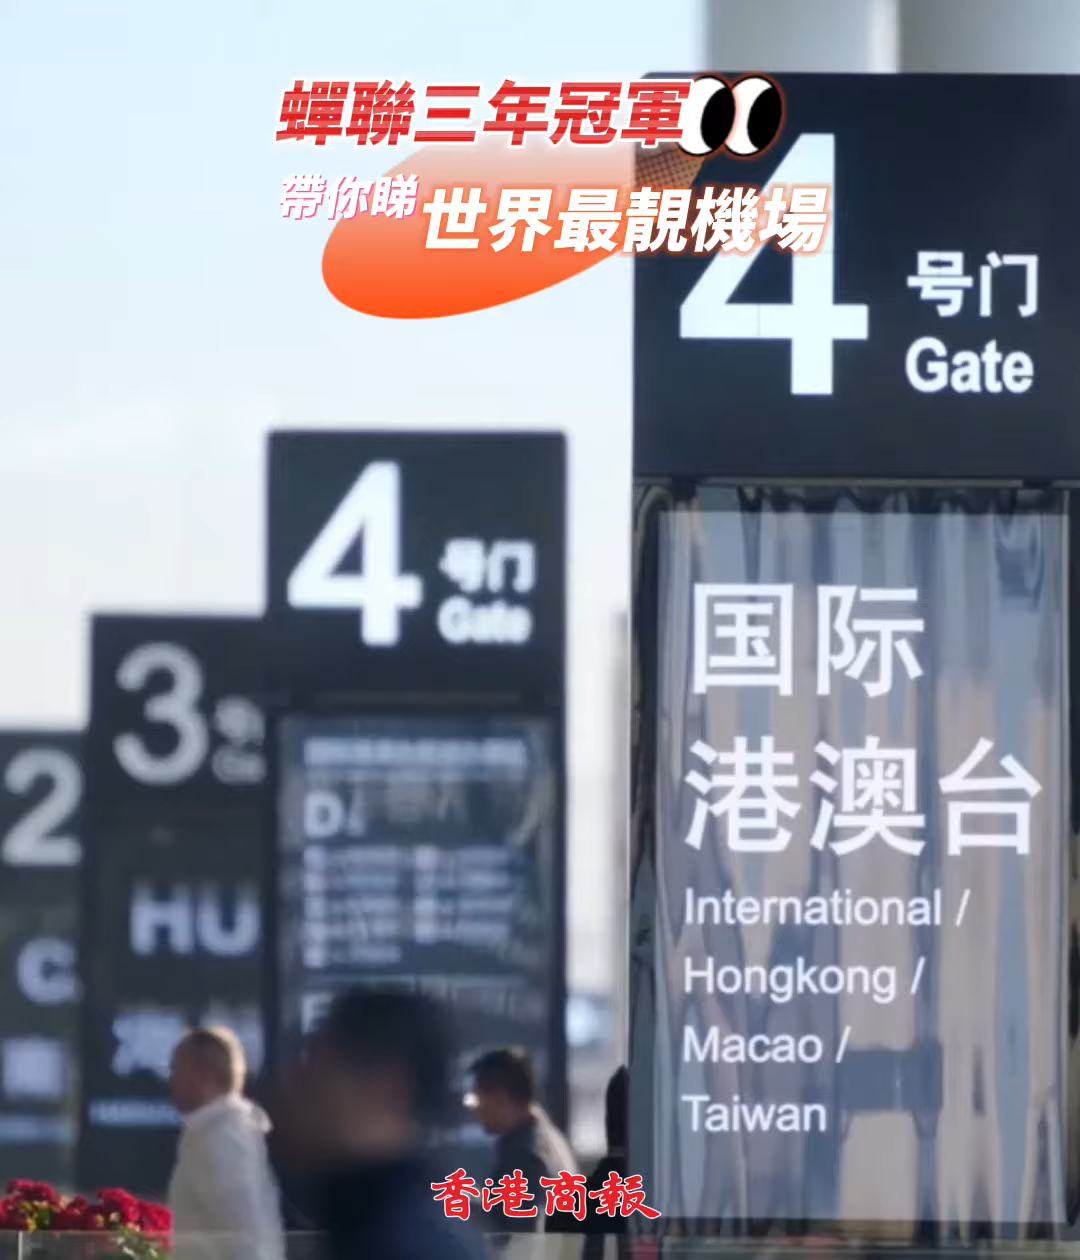 蟬聯三年冠軍
帶你睇 世界最靚機場
4 号门
Gate
国际
港澳台
International /
Hongkong /
Macao /
Taiwan
4 号门
Gate
3
HU
2
香港商報